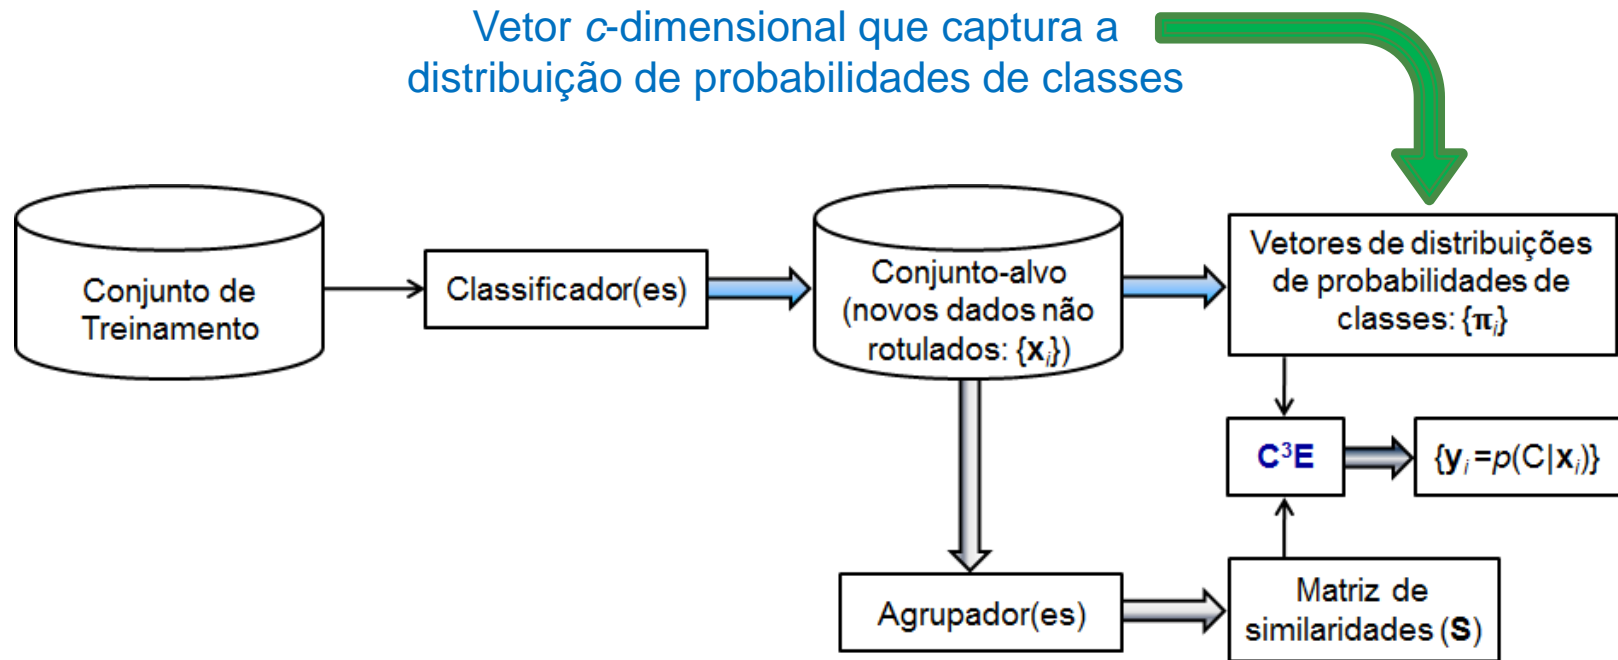 Vetor c-dimensional que captura a
distribuição de probabilidades de classes
Conjunto de
Treinamento
Classificador(es)
Conjunto-alvo
(novos dados não
rotulados: {xᵢ})
Vetores de distribuições
de probabilidades de
classes: {πᵢ}
C³E
{yᵢ=p(C|xᵢ)}
Agrupador(es)
Matriz de
similaridades (S)